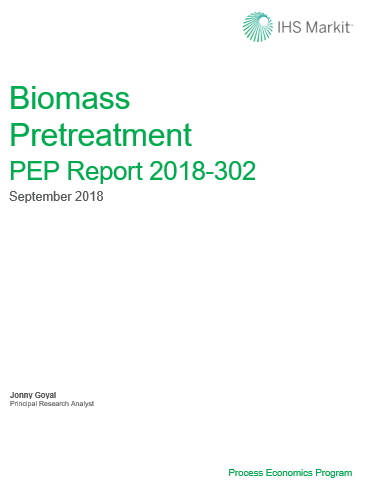 IHS Markit
Biomass
Pretreatment
PEP Report 2018-302
September 2018
Jonny Goyal
Principal Research Analyst
Process Economics Program